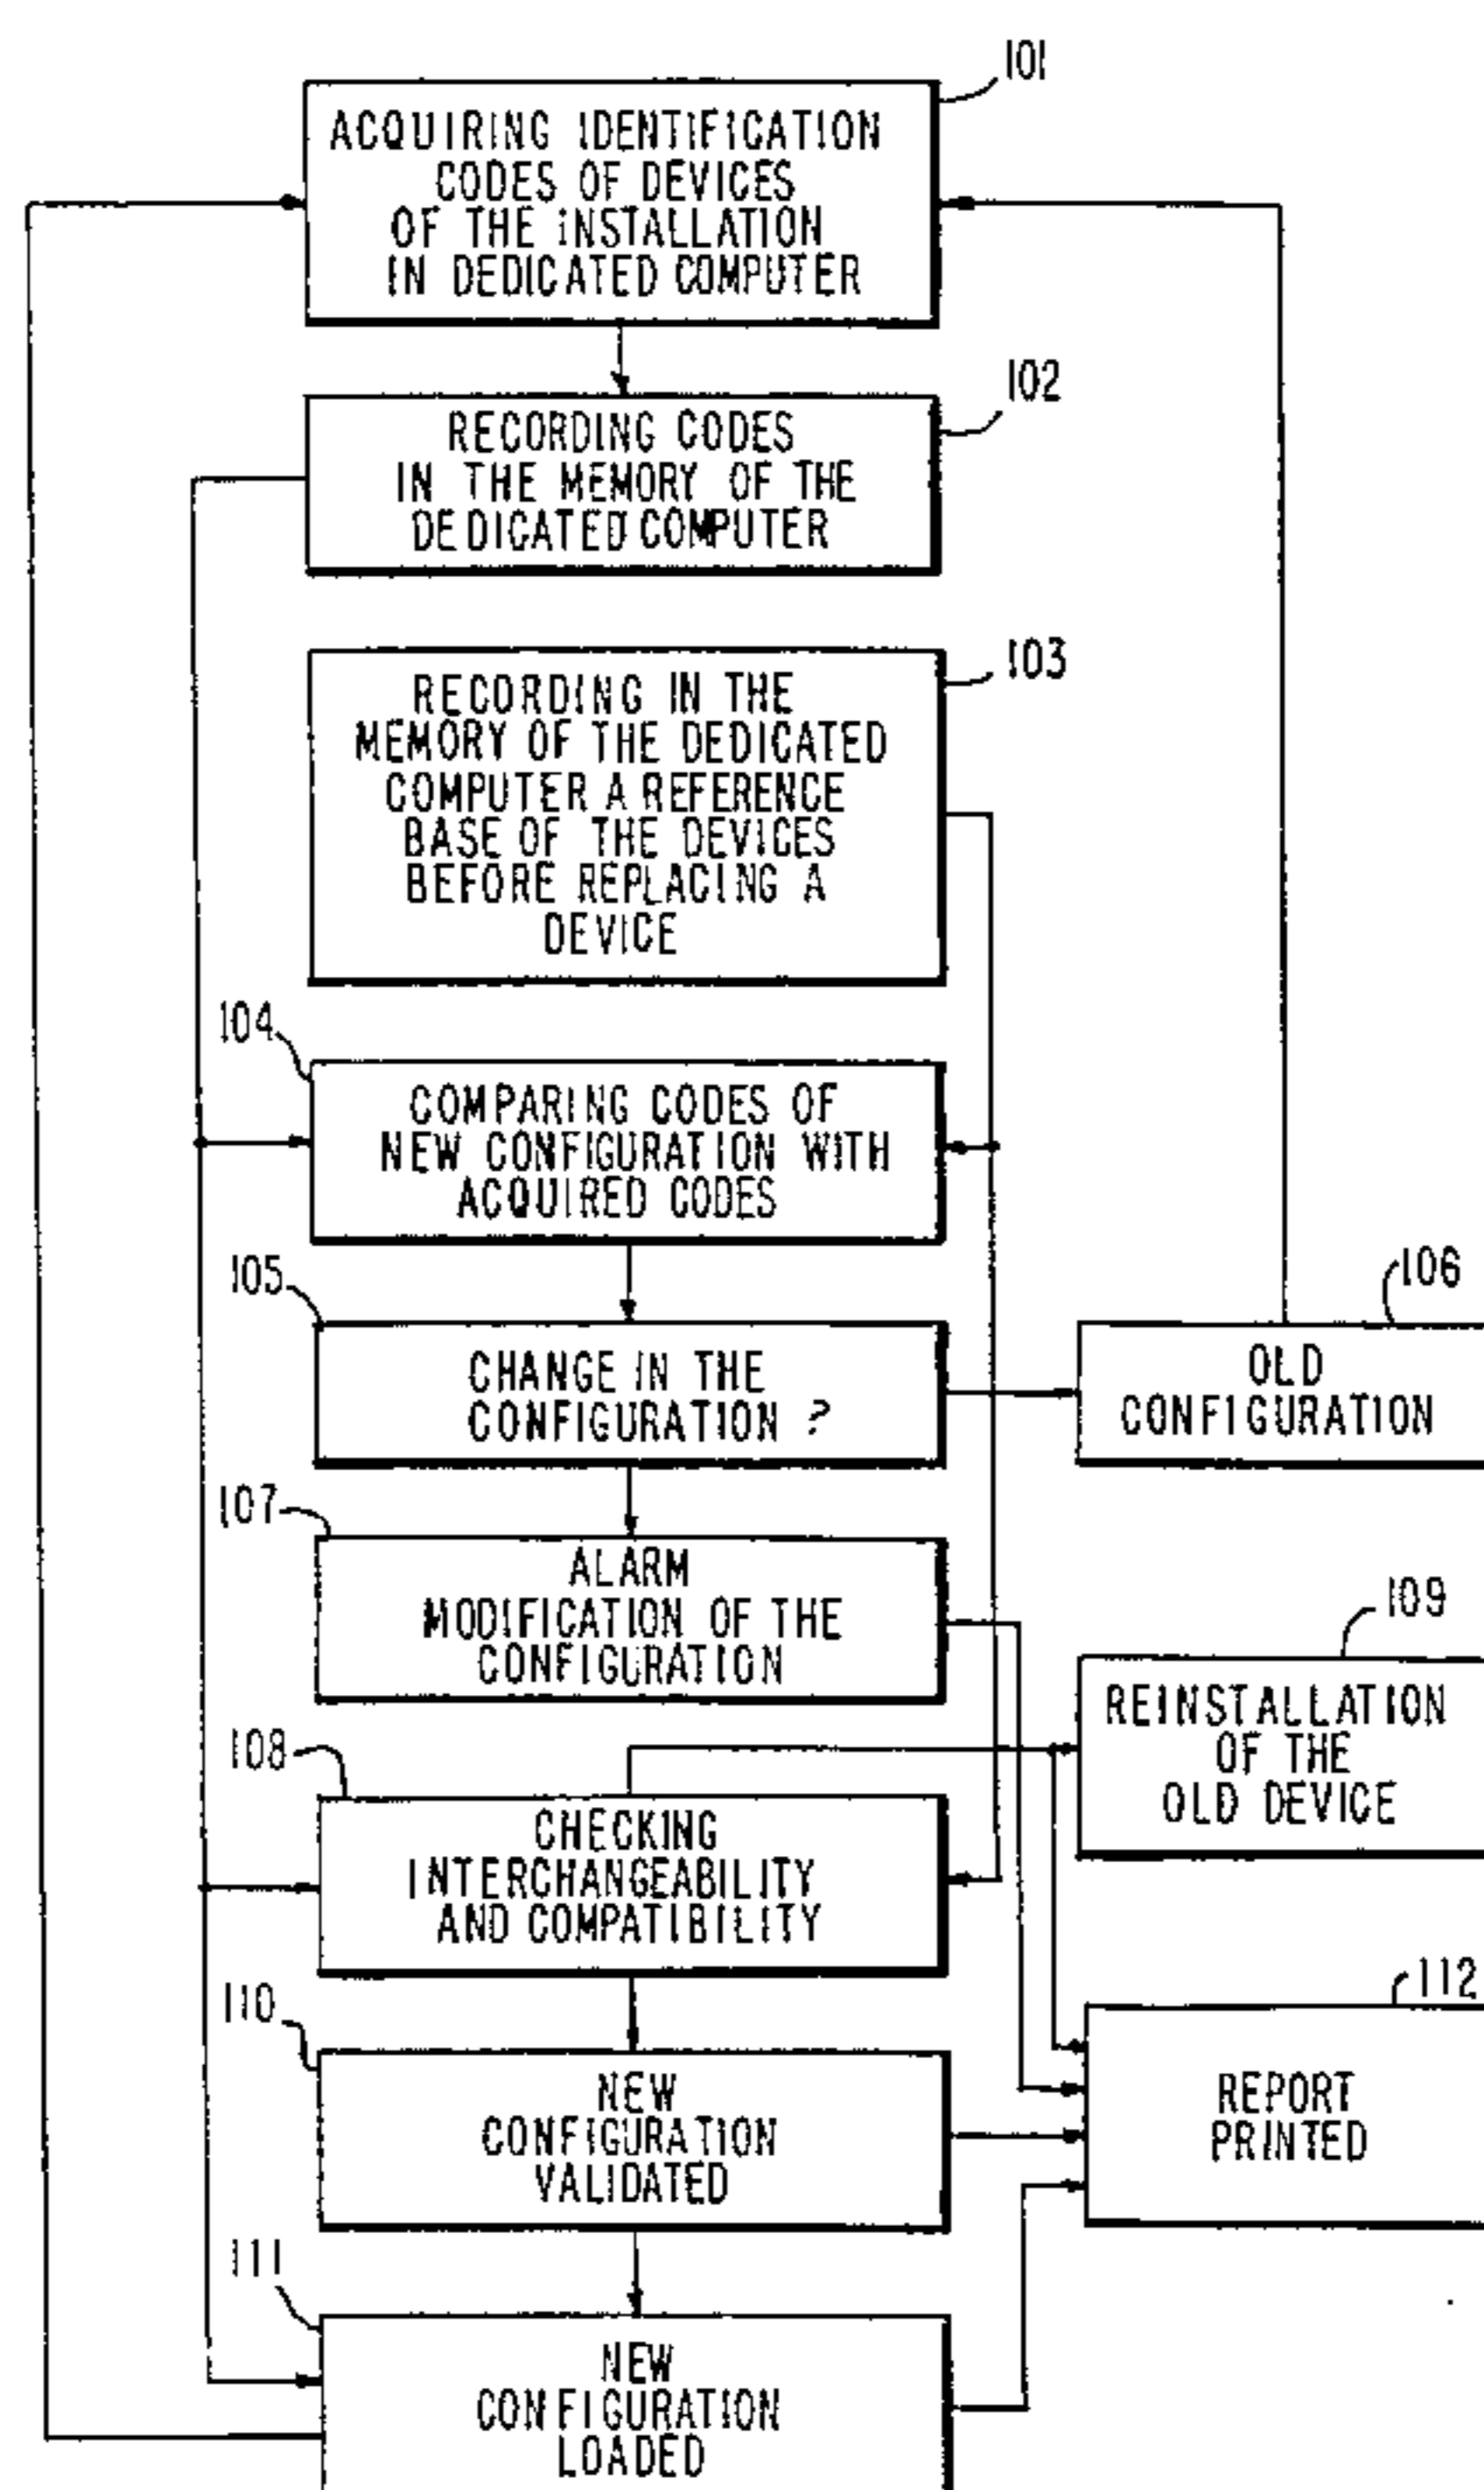 101
ACQUIRING IDENTIFICATION
CODES OF DEVICES
OF THE INSTALLATION
IN DEDICATED COMPUTER
102
RECORDING CODES
IN THE MEMORY OF THE
DEDICATED COMPUTER
103
RECORDING IN THE
MEMORY OF THE DEDICATED
COMPUTER A REFERENCE
BASE OF THE DEVICES
BEFORE REPLACING A
DEVICE
104
COMPARING CODES OF
NEW CONFIGURATION WITH
ACQUIRED CODES
105
CHANGE IN THE
CONFIGURATION ?
106
OLD
CONFIGURATION
107
ALARM
MODIFICATION OF THE
CONFIGURATION
108
CHECKING
INTERCHANGEABILITY
AND COMPATIBILITY
109
REINSTALLATION
OF THE
OLD DEVICE
110
NEW
CONFIGURATION
VALIDATED
112
REPORT
PRINTED
111
NEW
CONFIGURATION
LOADED